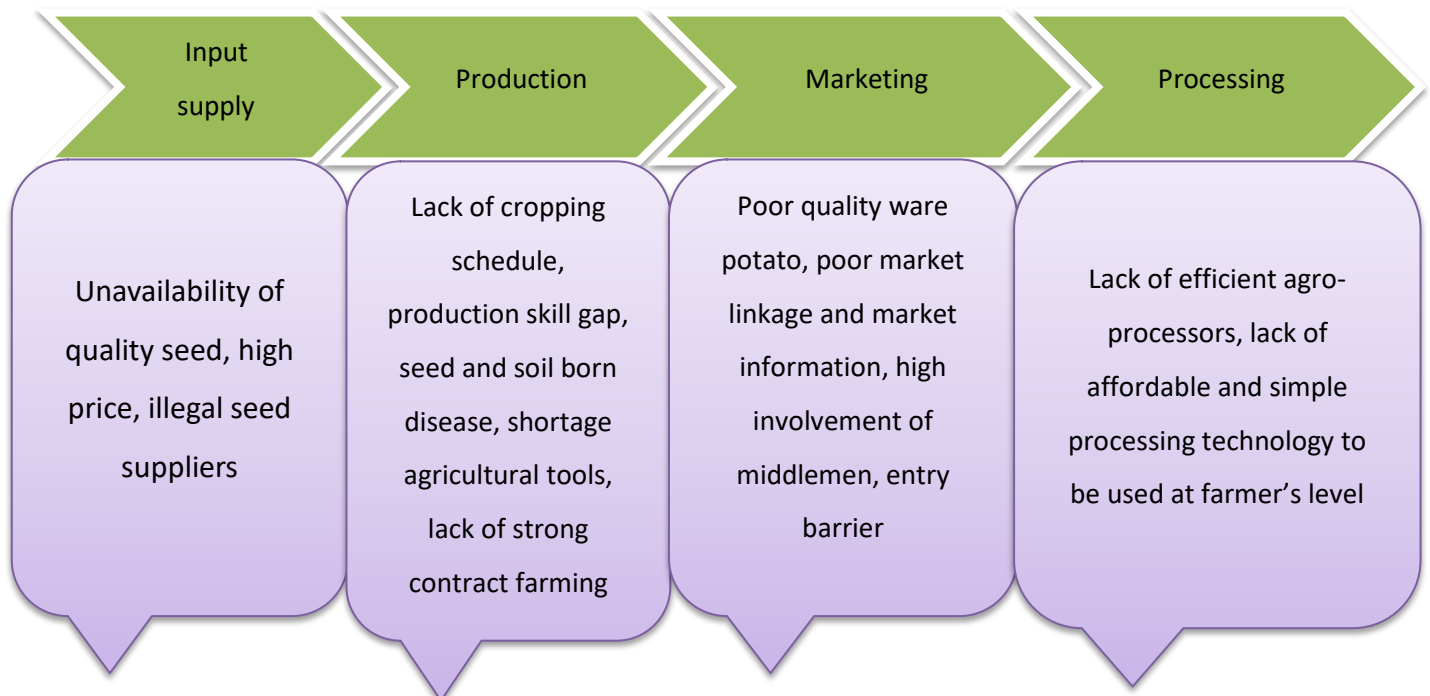 Input
supply
Production
Marketing
Processing
Unavailability of
quality seed, high
price, illegal seed
suppliers
Lack of cropping
schedule,
production skill gap,
seed and soil born
disease, shortage
agricultural tools,
lack of strong
contract farming
Poor quality ware
potato, poor market
linkage and market
information, high
involvement of
middlemen, entry
barrier
Lack of efficient agro-
processors, lack of
affordable and simple
processing technology to
be used at farmer’s level